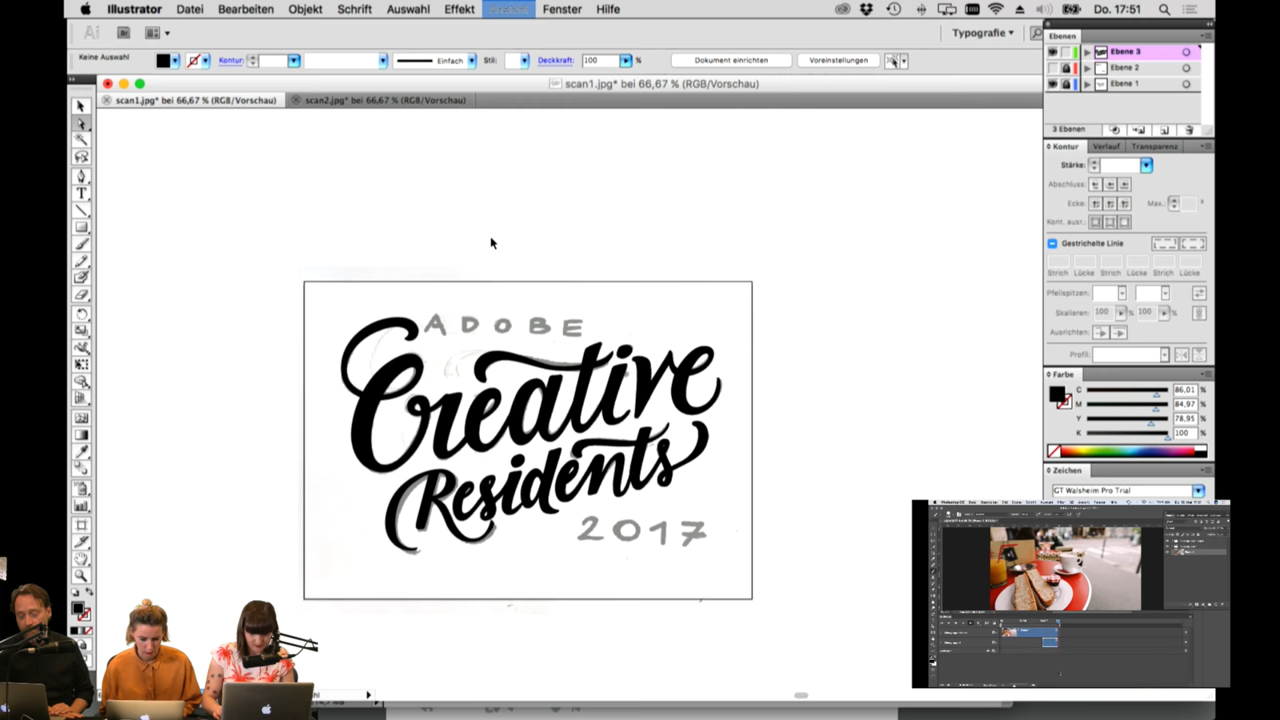 Illustrator Datei Bearbeiten Objekt Schrift Auswahl Effekt Fenster Hilfe Do. 17:51
Ai Br Typografie
Keine Auswahl Kontur: Einfach Stil: Deckkraft: 100 % Dokument einrichten Voreinstellungen
scan1.jpg* bei 66,67 % (RGB/Vorschau)
scan1.jpg* bei 66,67 % (RGB/Vorschau) scan2.jpg* bei 66,67 % (RGB/Vorschau)
ADOBE
Creative
Residents
2017
Ebenen
Ebene 3
Ebene 2
Ebene 1
3 Ebenen
Kontur Verlauf Transparenz
Stärke:
Abschluss:
Ecke: Max.:
Kont. ausr.:
Gestrichelte Linie
Strich Lücke Strich Lücke Strich Lücke
Pfeilspitzen:
Skalieren: 100 % 100 %
Ausrichten:
Profil:
Farbe
C 86,01 %
M 84,97 %
Y 78,95 %
K 100 %
Zeichen
GT Walsheim Pro Trial